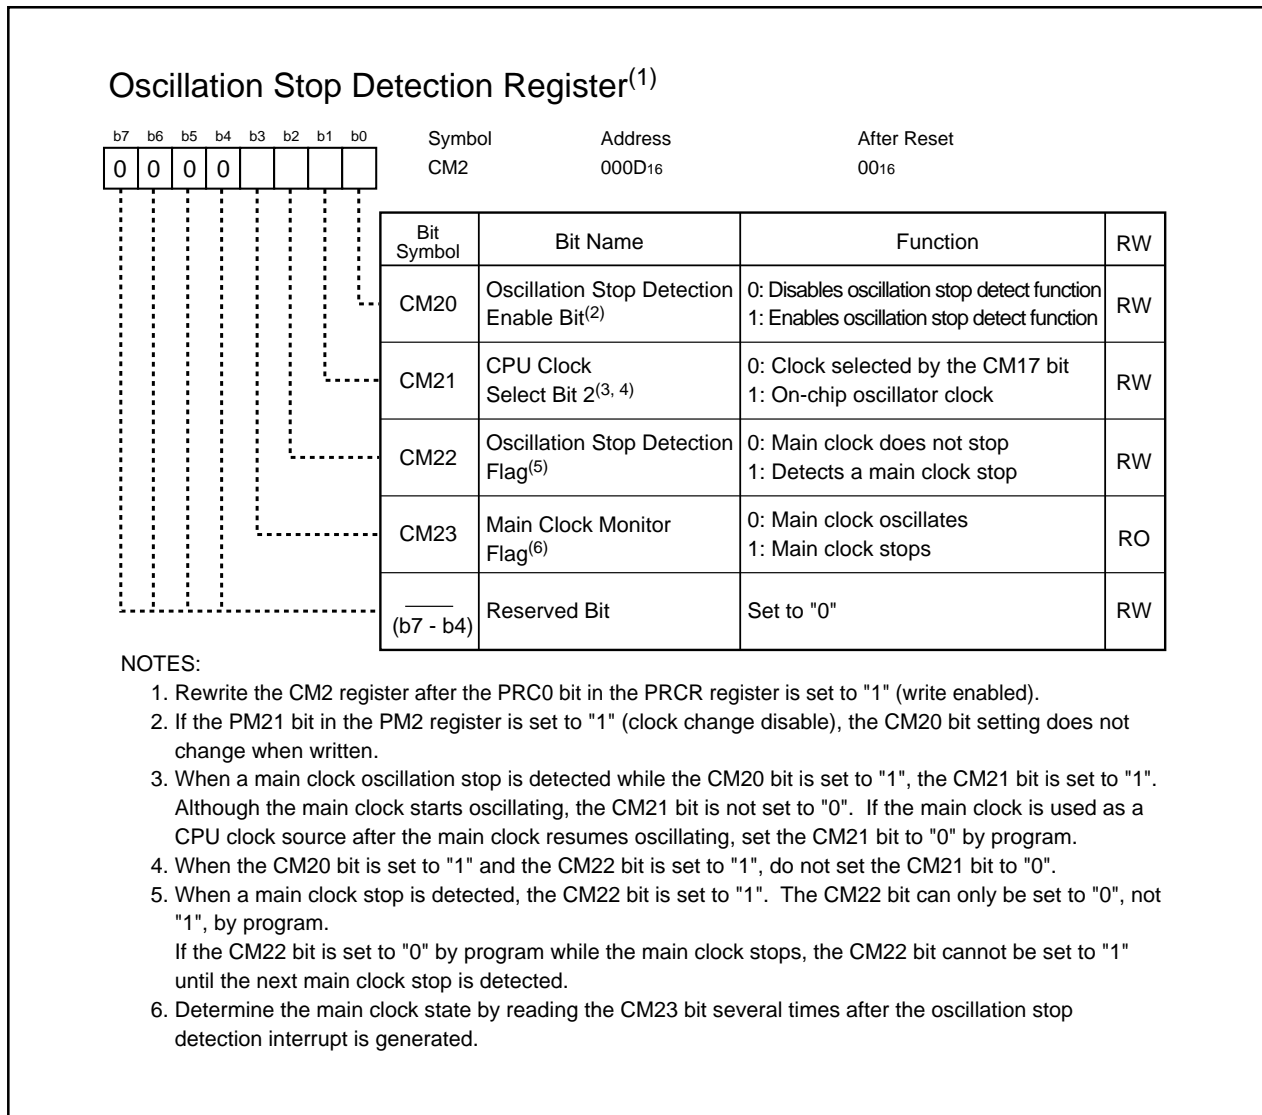 Oscillation Stop Detection Register(1)
b7 b6 b5 b4 b3 b2 b1 b0
Symbol Address After Reset
0 0 0 0
CM2 000D16 0016
Bit Symbol Bit Name Function RW
CM20 Oscillation Stop Detection Enable Bit(2) 0: Disables oscillation stop detect function RW
1: Enables oscillation stop detect function
CM21 CPU Clock Select Bit 2(3, 4) 0: Clock selected by the CM17 bit RW
1: On-chip oscillator clock
CM22 Oscillation Stop Detection Flag(5) 0: Main clock does not stop RW
1: Detects a main clock stop
CM23 Main Clock Monitor Flag(6) 0: Main clock oscillates RO
1: Main clock stops
(b7 - b4) Reserved Bit Set to "0" RW
NOTES:
1. Rewrite the CM2 register after the PRC0 bit in the PRCR register is set to "1" (write enabled).
2. If the PM21 bit in the PM2 register is set to "1" (clock change disable), the CM20 bit setting does not
change when written.
3. When a main clock oscillation stop is detected while the CM20 bit is set to "1", the CM21 bit is set to "1".
Although the main clock starts oscillating, the CM21 bit is not set to "0". If the main clock is used as a
CPU clock source after the main clock resumes oscillating, set the CM21 bit to "0" by program.
4. When the CM20 bit is set to "1" and the CM22 bit is set to "1", do not set the CM21 bit to "0".
5. When a main clock stop is detected, the CM22 bit is set to "1". The CM22 bit can only be set to "0", not
"1", by program.
If the CM22 bit is set to "0" by program while the main clock stops, the CM22 bit cannot be set to "1"
until the next main clock stop is detected.
6. Determine the main clock state by reading the CM23 bit several times after the oscillation stop
detection interrupt is generated.